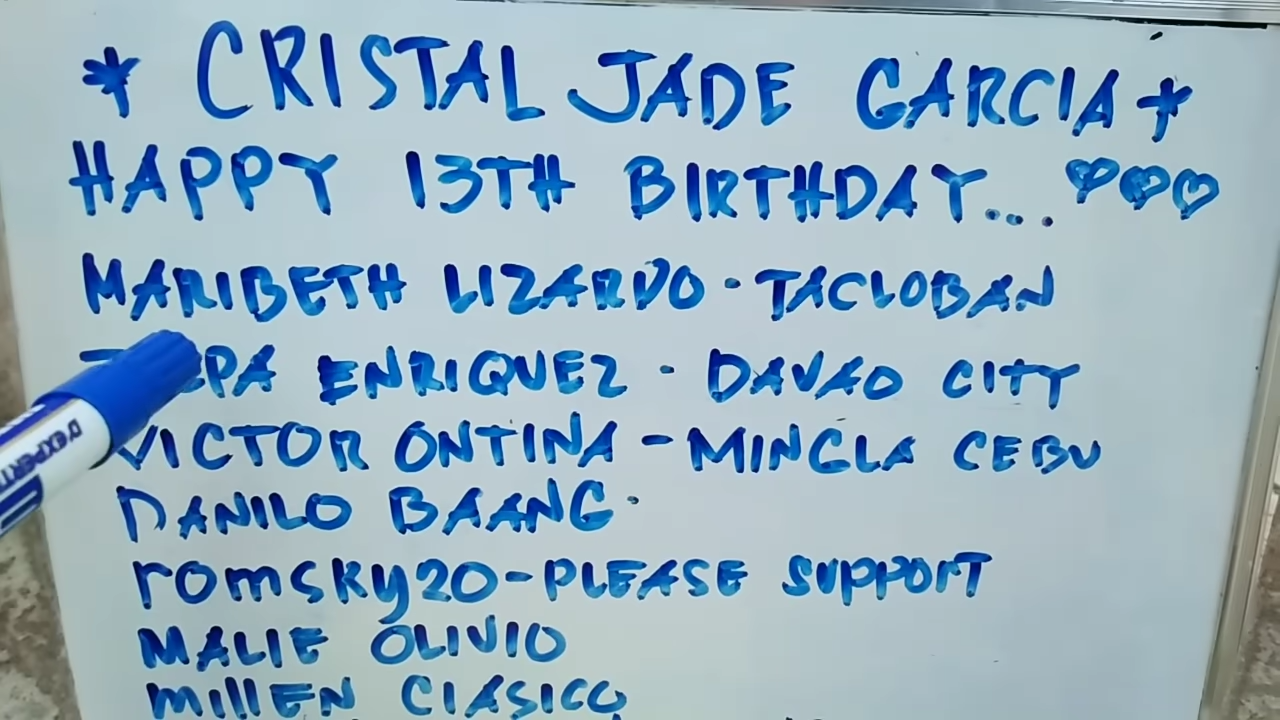 * CRISTAL JADE GARCIA *
HAPPY 13TH BIRTHDAY... ♡♡♡
MARIBETH LIZARDO · TACLOBAN
ENRIQUEZ · DAVAO CITY
VICTOR ONTINA - MINGLA CEBU
DANILO BAANG ·
romsky20 - PLEASE SUPPORT
MALIE OLIVIO
millEN CLASICO